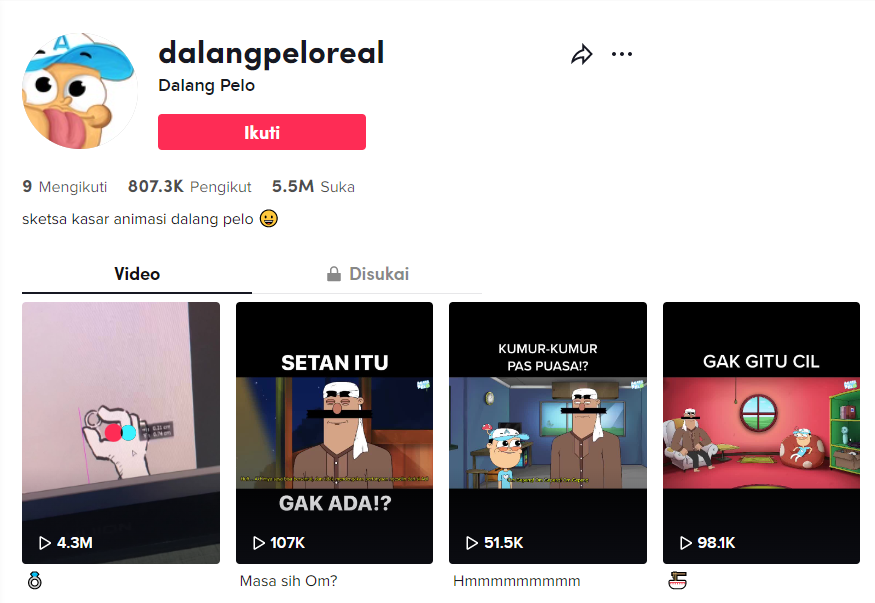 dalangpeloreal
Dalang Pelo
Ikuti
9 Mengikuti 807.3K Pengikut 5.5M Suka
sketsa kasar animasi dalang pelo 😀
Video Disukai
SETAN ITU
GAK ADA!?
KUMUR-KUMUR
PAS PUASA!?
GAK GITU CIL
4.3M
107K
51.5K
98.1K
💍
Masa sih Om?
Hmmmmmmmmm
🍜